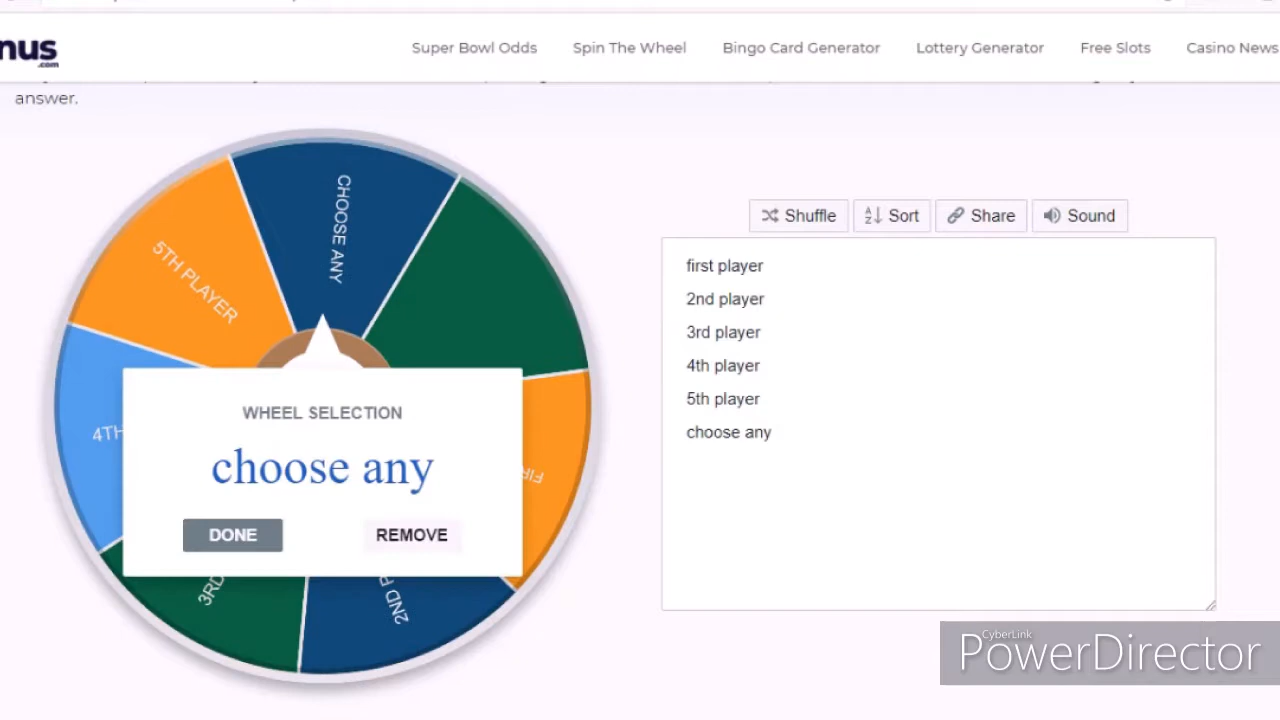 nus
.com
Super Bowl Odds Spin The Wheel Bingo Card Generator Lottery Generator Free Slots Casino News
answer.
CHOOSE ANY
5TH PLAYER
4TH
3RD
2ND P
FIR
WHEEL SELECTION
choose any
DONE REMOVE
Shuffle Sort Share Sound
first player
2nd player
3rd player
4th player
5th player
choose any
CyberLink
PowerDirector